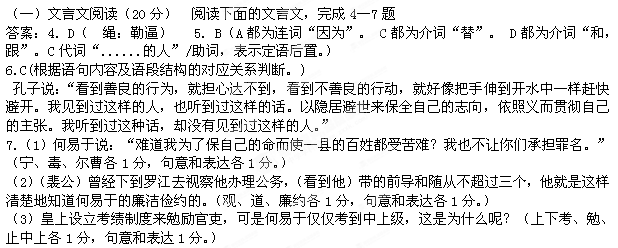 （一）文言文阅读（20 分） 阅读下面的文言文，完成 4—7 题
答案：4. D（ 绳：勒逼） 5. B（A 都为连词“因为”。 C 都为介词“替”。 D 都为介词“和，
跟”。C 代词“......的人”/助词，表示定语后置。）
6.C(根据语句内容及语段结构的对应关系判断。)
孔子说：“看到善良的行为，就担心达不到，看到不善良的行动，就好像把手伸到开水中一样赶快
避开。我见到过这样的人，也听到过这样的话。以隐居避世来保全自己的志向，依照义而贯彻自己
的主张。我听到过这种话，却没有见到过这样的人。”
7.（1）何易于说：“难道我为了保自己的命而使一县的百姓都受苦难？我也不让你们承担罪名。”
（宁、毒、尔曹各 1 分，句意和表达各 1 分。）
（2）（裴公）曾经下到罗江去视察他办理公务，（看到他）带的前导和随从不超过三个，他就是这样
清楚地知道何易于的廉洁俭约的。（观、道、廉约各 1 分，句意和表达各 1 分。）
（3）皇上设立考绩制度来勉励官吏，可是何易于仅仅考到中上级，这是为什么呢？（上下考、勉、
止中上各 1 分，句意和表达 1 分。）